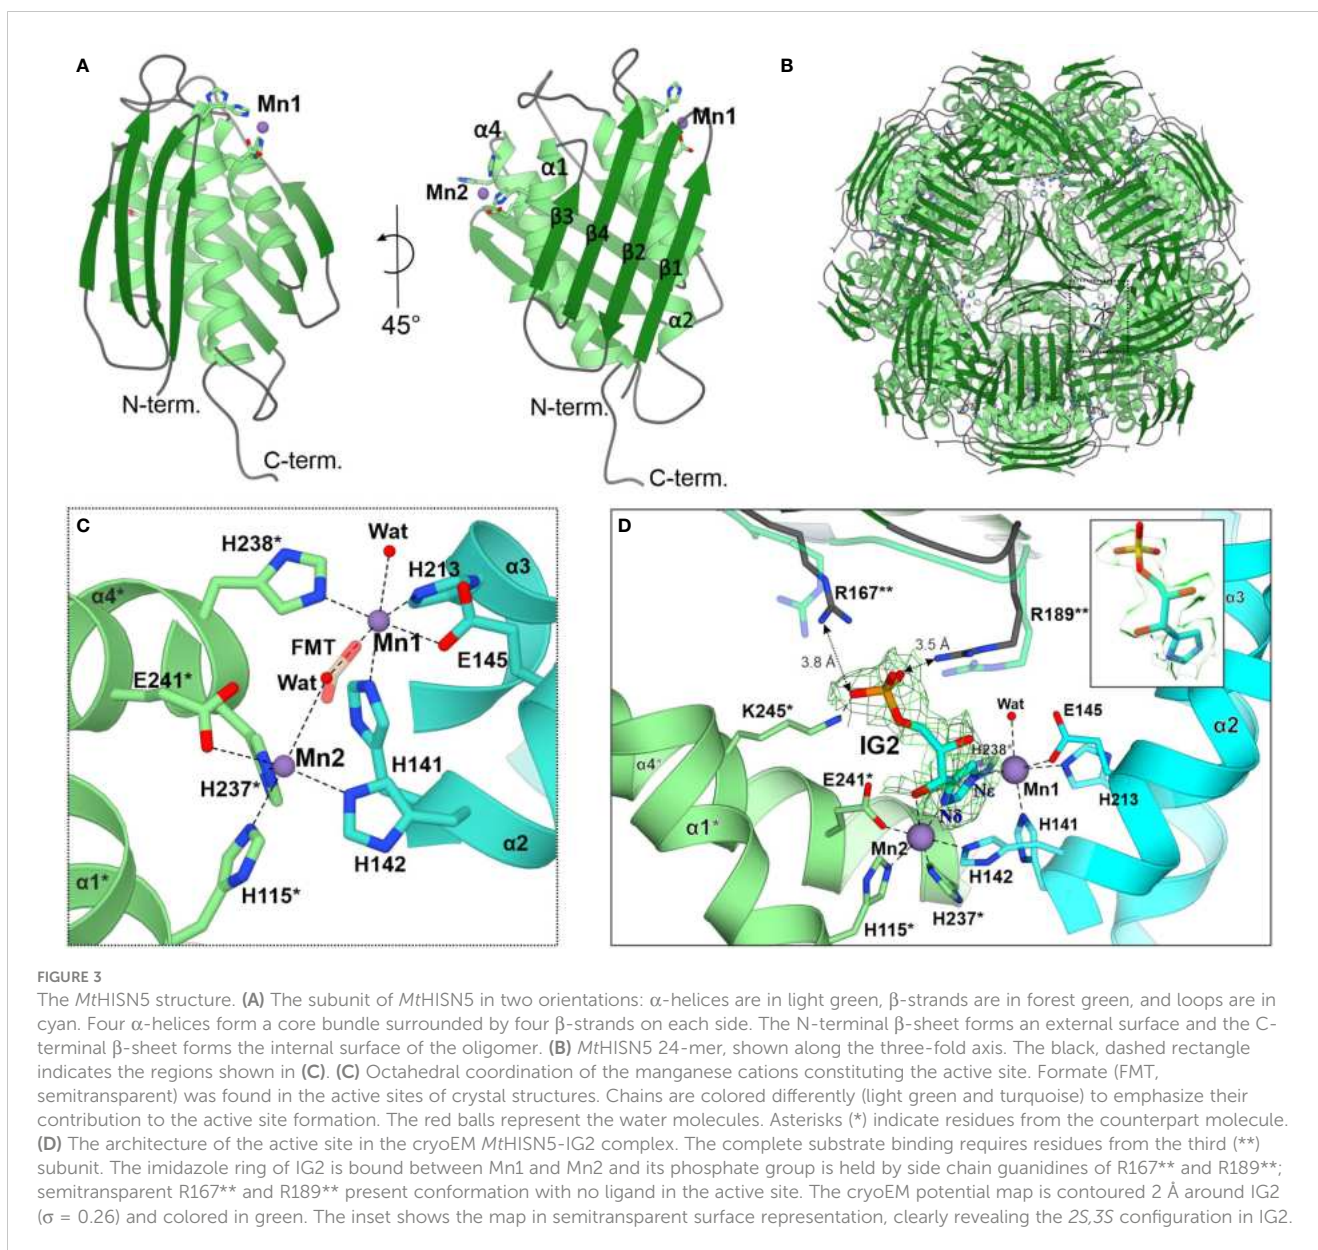 A
Mn1
α4
α1
Mn2
Mn1
β3
β4
β2
β1
α2
45°
N-term.
C-term.
N-term.
C-term.
B
C
Wat
H238*
H213
α3
α4*
Mn1
FMT
E145
Wat
E241*
Mn2
H141
H237*
α2
H142
α1*
H115*
D
R167**
R189**
α3
3.8 Å
3.5 Å
K245*
IG2
Wat
E145
α2
H238*
α4*
E241*
Nε
Mn1
H213
α1*
Nδ
Mn2
H141
H142
H115*
H237*
FIGURE 3
The MtHISN5 structure. (A) The subunit of MtHISN5 in two orientations: α-helices are in light green, β-strands are in forest green, and loops are in
cyan. Four α-helices form a core bundle surrounded by four β-strands on each side. The N-terminal β-sheet forms an external surface and the C-
terminal β-sheet forms the internal surface of the oligomer. (B) MtHISN5 24-mer, shown along the three-fold axis. The black, dashed rectangle
indicates the regions shown in (C). (C) Octahedral coordination of the manganese cations constituting the active site. Formate (FMT,
semitransparent) was found in the active sites of crystal structures. Chains are colored differently (light green and turquoise) to emphasize their
contribution to the active site formation. The red balls represent the water molecules. Asterisks (*) indicate residues from the counterpart molecule.
(D) The architecture of the active site in the cryoEM MtHISN5-IG2 complex. The complete substrate binding requires residues from the third (**)
subunit. The imidazole ring of IG2 is bound between Mn1 and Mn2 and its phosphate group is held by side chain guanidines of R167** and R189**;
semitransparent R167** and R189** present conformation with no ligand in the active site. The cryoEM potential map is contoured 2 Å around IG2
(σ = 0.26) and colored in green. The inset shows the map in semitransparent surface representation, clearly revealing the 2S,3S configuration in IG2.